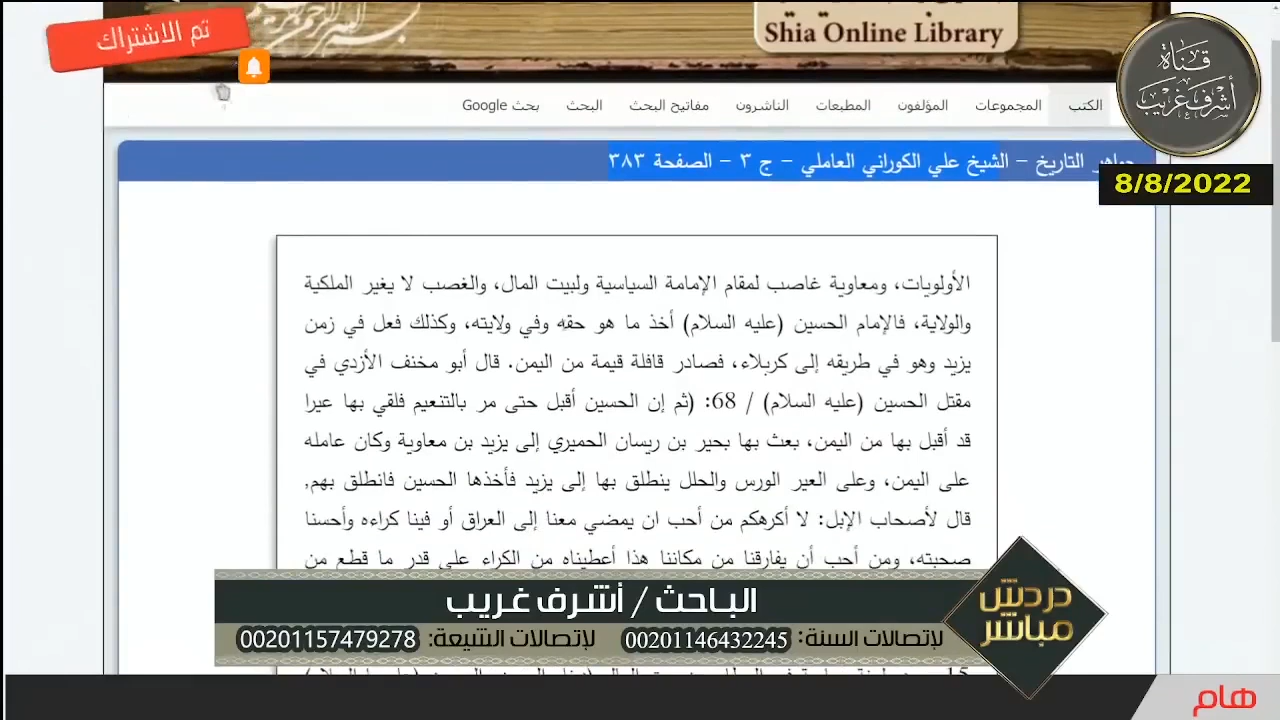 تم الاشتراك
Shia Online Library
قناة
أشرف غريب
الكتب المجموعات المؤلفون المطبعات الناشرون مفاتيح البحث البحث بحث Google
جواهر التاريخ - الشيخ علي الكوراني العاملي - ج ٣ - الصفحة ٣٨٣
8/8/2022
الأولويات، ومعاوية غاصب لمقام الإمامة السياسية ولبيت المال، والغصب لا يغير الملكية
والولاية، فالإمام الحسين (عليه السلام) أخذ ما هو حقه وفي ولايته، وكذلك فعل في زمن
يزيد وهو في طريقه إلى كربلاء، فصادر قافلة قيمة من اليمن. قال أبو مخنف الأزدي في
مقتل الحسين (عليه السلام) / 68: (ثم إن الحسين أقبل حتى مر بالتنعيم فلقي بها عيرا
قد أقبل بها من اليمن، بعث بها بحير بن ريسان الحميري إلى يزيد بن معاوية وكان عامله
على اليمن، وعلى العير الورس والحلل ينطلق بها إلى يزيد فأخذها الحسين فانطلق بهم.
قال لأصحاب الإبل: لا أكرهكم من أحب ان يمضي معنا إلى العراق أو فينا كراءه وأحسنا
صحبته، ومن أحب أن يفارقنا من مكاننا هذا أعطيناه من الكراء على قدر ما قطع من
الباحث / أشرف غريب
دردش
مباشر
لإتصالات السنة: 00201146432245 لإتصالات الشيعة: 00201157479278
هام